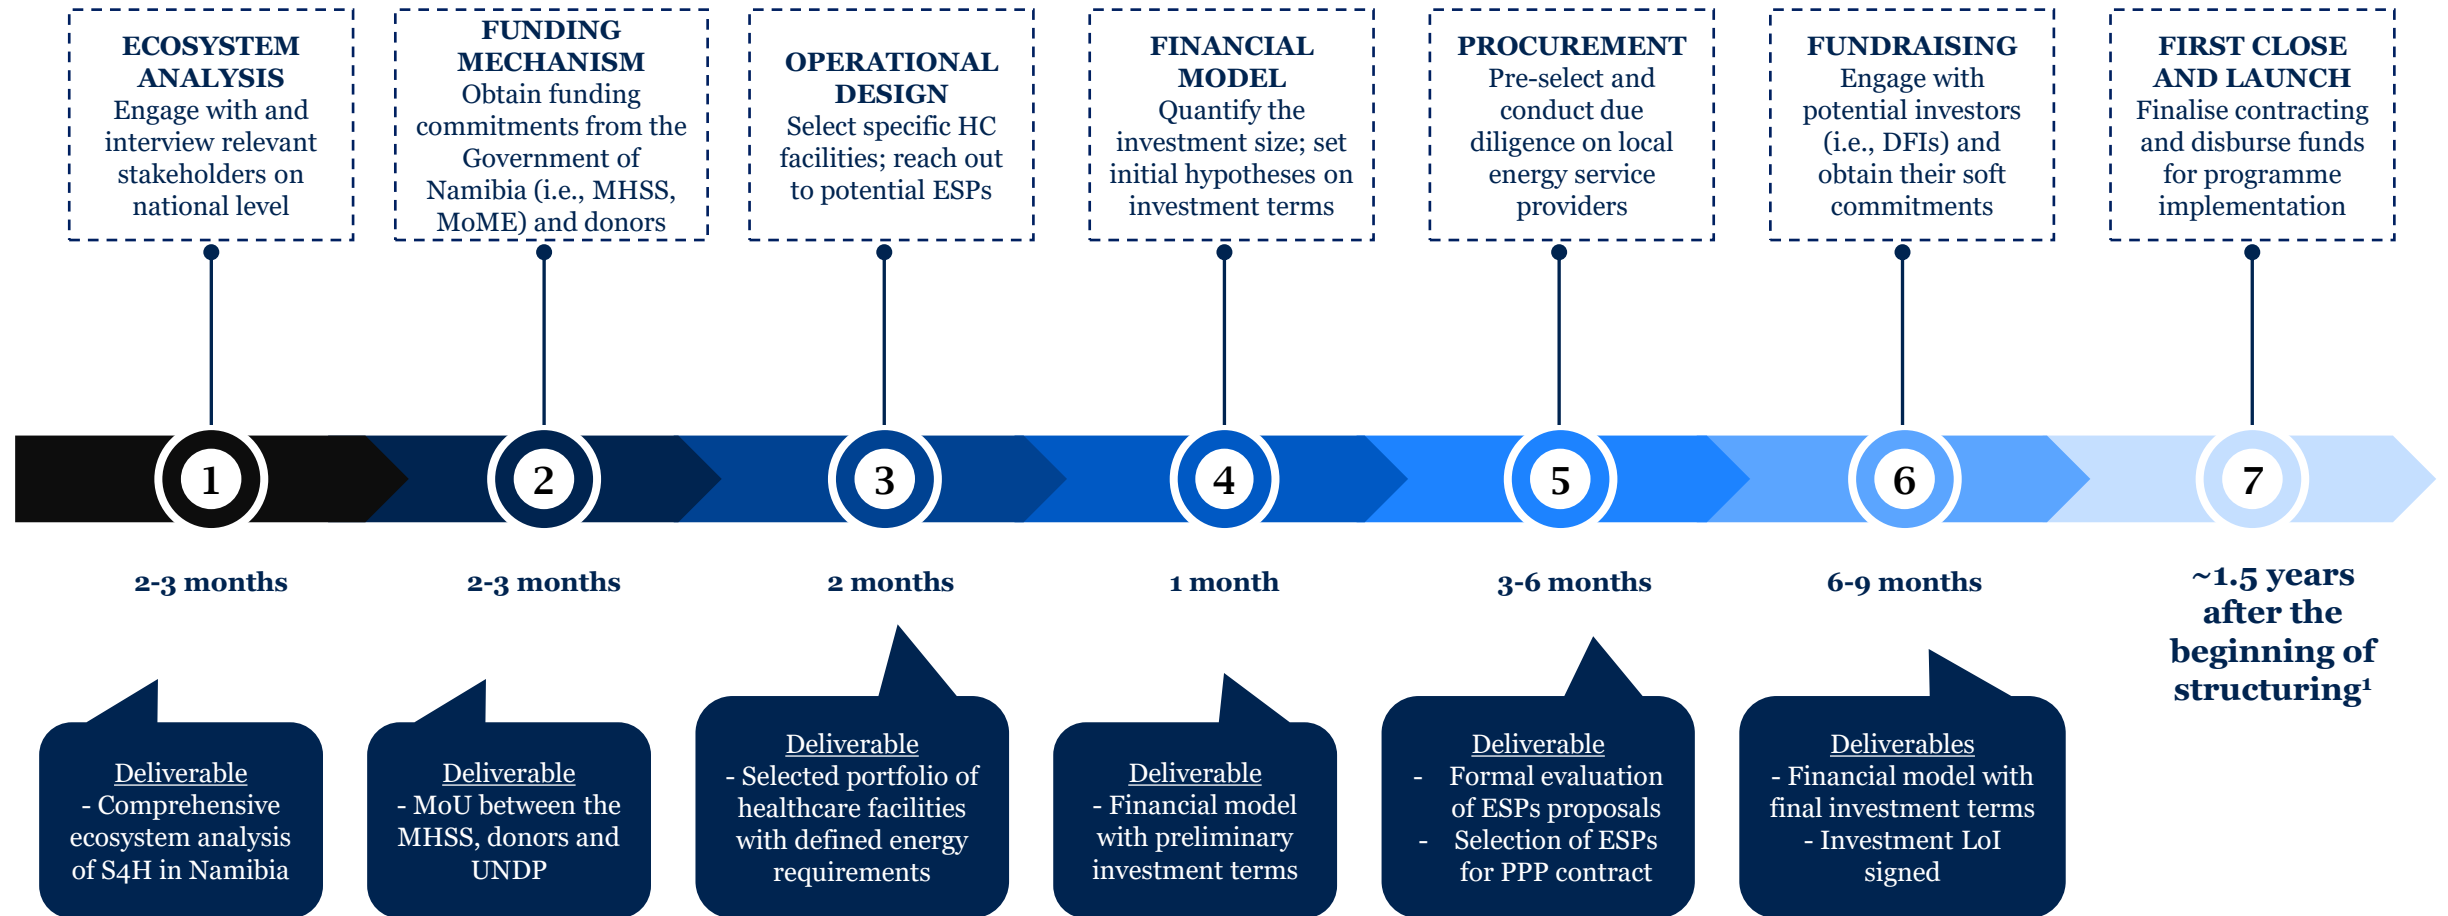 ECOSYSTEM
ANALYSIS
Engage with and
interview relevant
stakeholders on
national level
FUNDING
MECHANISM
Obtain funding
commitments from the
Government of
Namibia (i.e., MHSS,
MoME) and donors
OPERATIONAL
DESIGN
Select specific HC
facilities; reach out
to potential ESPs
FINANCIAL
MODEL
Quantify the
investment size; set
initial hypotheses on
investment terms
PROCUREMENT
Pre-select and
conduct due
diligence on local
energy service
providers
FUNDRAISING
Engage with
potential investors
(i.e., DFIs) and
obtain their soft
commitments
FIRST CLOSE
AND LAUNCH
Finalise contracting
and disburse funds
for programme
implementation
1
2
3
4
5
6
7
2-3 months
2-3 months
2 months
1 month
3-6 months
6-9 months
~1.5 years
after the
beginning of
structuring¹
Deliverable
- Comprehensive
ecosystem analysis
of S4H in Namibia
Deliverable
- MoU between the
MHSS, donors and
UNDP
Deliverable
- Selected portfolio of
healthcare facilities
with defined energy
requirements
Deliverable
- Financial model
with preliminary
investment terms
Deliverable
- Formal evaluation
of ESPs proposals
- Selection of ESPs
for PPP contract
Deliverables
- Financial model with
final investment terms
- Investment LoI
signed